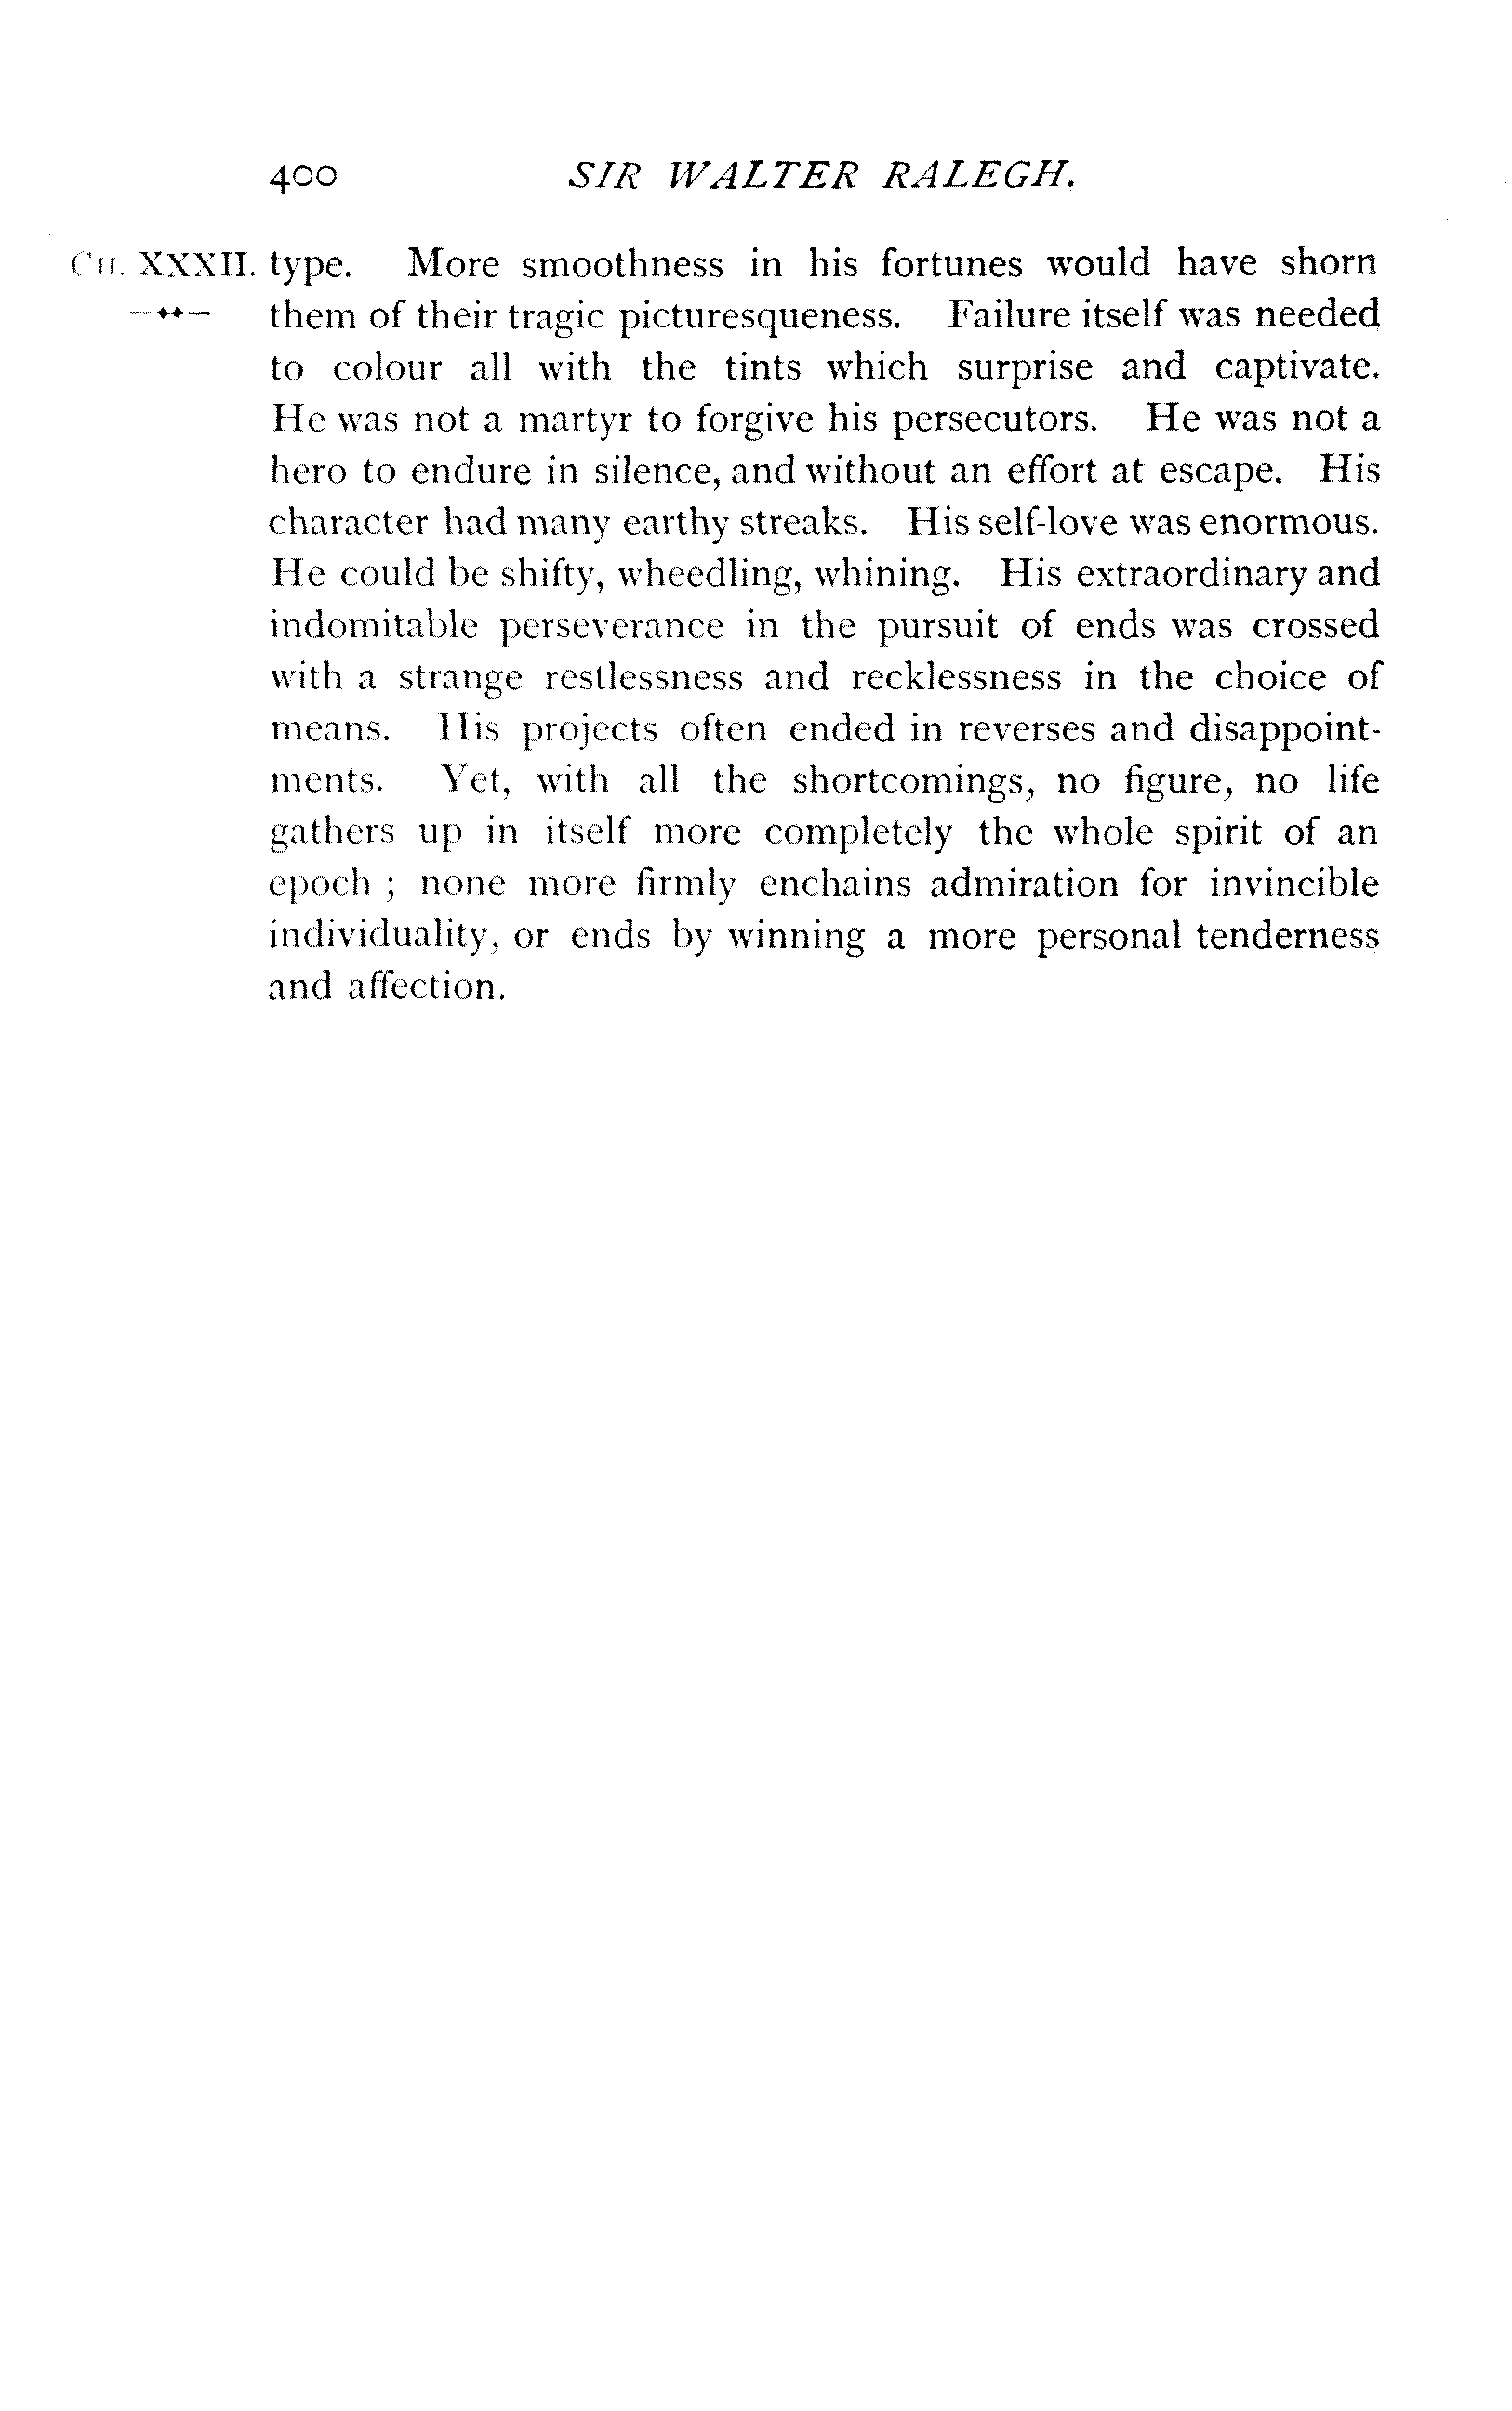 400 SIR WALTER RALEGH.
CH. XXXII. type. More smoothness in his fortunes would have shorn
them of their tragic picturesqueness. Failure itself was needed
to colour all with the tints which surprise and captivate.
He was not a martyr to forgive his persecutors. He was not a
hero to endure in silence, and without an effort at escape. His
character had many earthy streaks. His self-love was enormous.
He could be shifty, wheedling, whining. His extraordinary and
indomitable perseverance in the pursuit of ends was crossed
with a strange restlessness and recklessness in the choice of
means. His projects often ended in reverses and disappoint-
ments. Yet, with all the shortcomings, no figure, no life
gathers up in itself more completely the whole spirit of an
epoch ; none more firmly enchains admiration for invincible
individuality, or ends by winning a more personal tenderness
and affection.